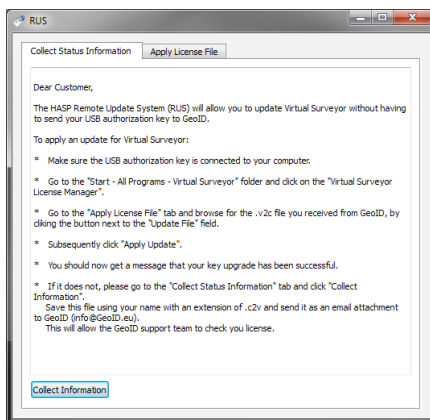 RUS
Collect Status Information
Apply License File
Dear Customer,
The HASP Remote Update System (RUS) will allow you to update Virtual Surveyor without having
to send your USB authorization key to GeoID.
To apply an update for Virtual Surveyor:
* Make sure the USB authorization key is connected to your computer.
* Go to the "Start - All Programs - Virtual Surveyor" folder and click on the "Virtual Surveyor
License Manager".
* Go to the "Apply License File" tab and browse for the .v2c file you received from GeoID, by
cliking the button next to the "Update File" field.
* Subsequently click "Apply Update".
* You should now get a message that your key upgrade has been successful.
* If it does not, please go to the "Collect Status Information" tab and click "Collect
Information".
Save this file using your name with an extension of .c2v and send it as an email attachment
to GeoID (info@GeoID.eu).
This will allow the GeoID support team to check you license.
Collect Information